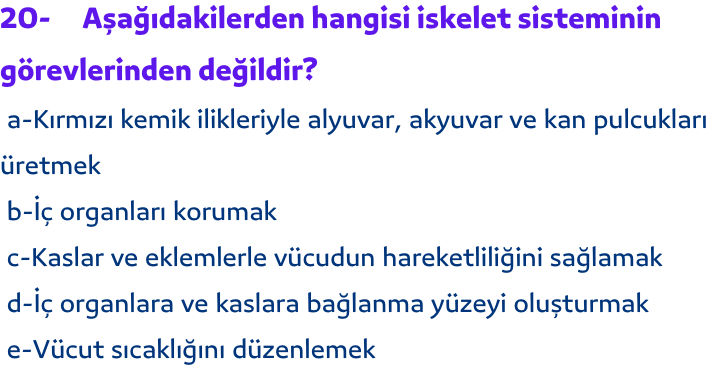 20- Aşağıdakilerden hangisi iskelet sisteminin
görevlerinden değildir?
a-Kırmızı kemik ilikleriyle alyuvar, akyuvar ve kan pulcukları
üretmek
b-İç organları korumak
c-Kaslar ve eklemlerle vücudun hareketliliğini sağlamak
d-İç organlara ve kaslara bağlanma yüzeyi oluşturmak
e-Vücut sıcaklığını düzenlemek